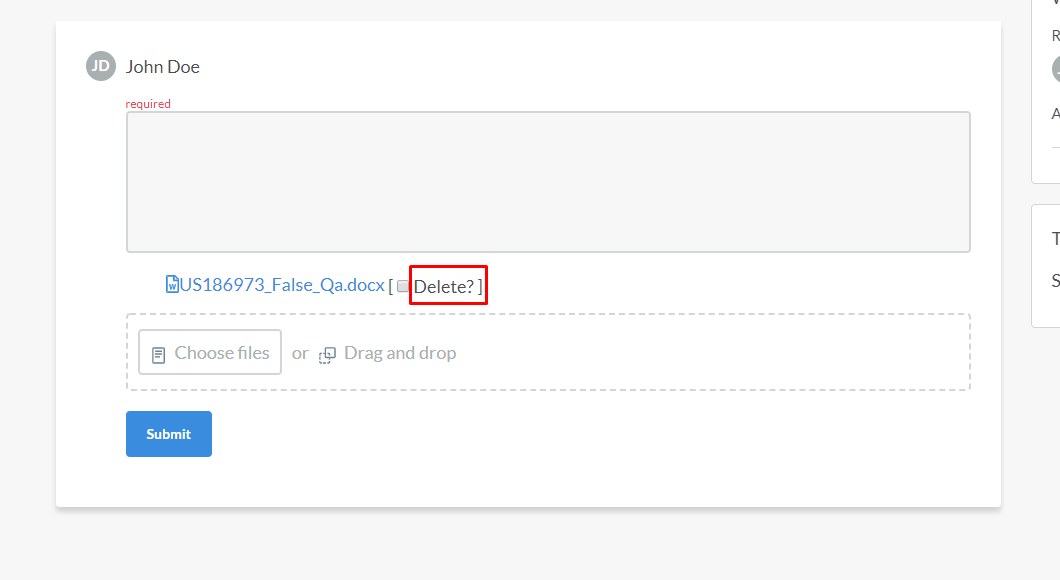 JD John Doe
required
US186973_False_Qa.docx [ Delete? ]
Choose files or Drag and drop
Submit
R
A
T
S